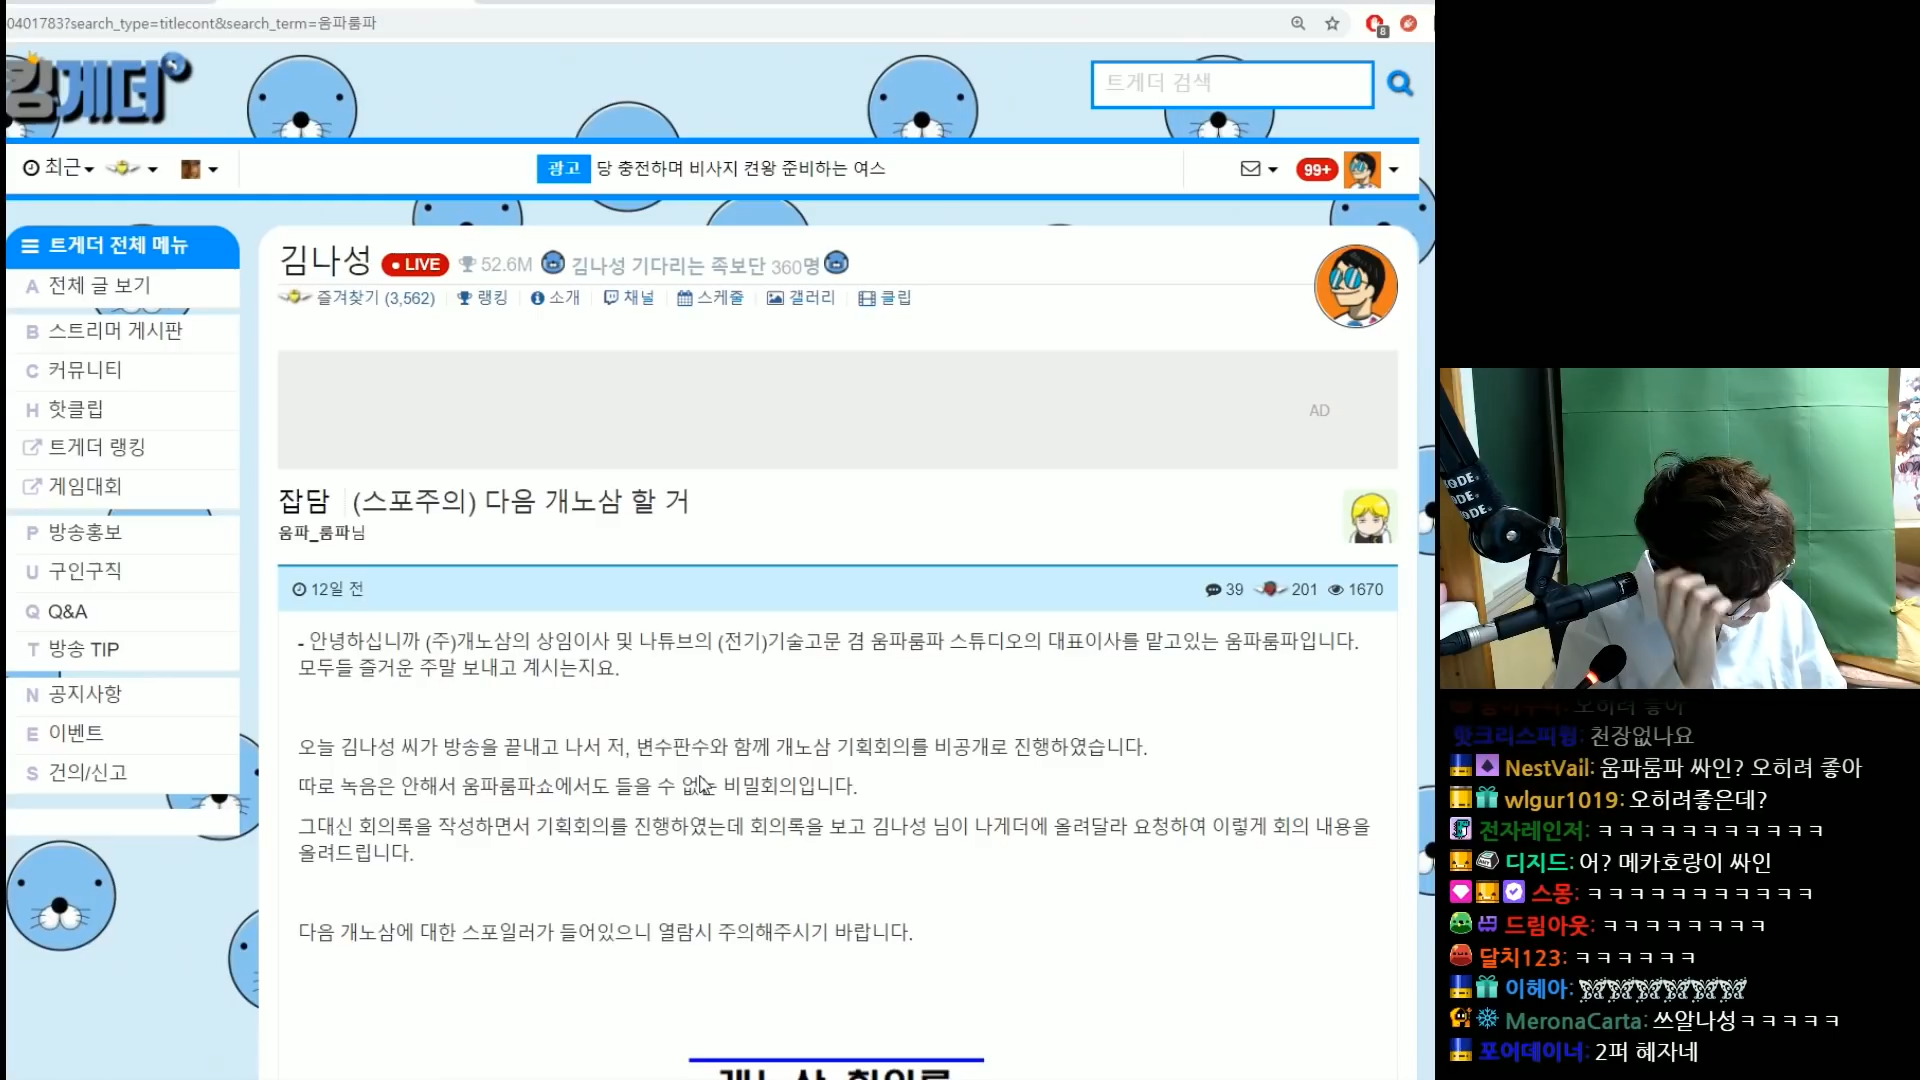 0401783?search_type=titlecont&search_term=움파룸파
8
킹게더
트게더 검색
최근
광고 당 충전하며 비사지 켠왕 준비하는 여스
99+
트게더 전체 메뉴
A 전체 글 보기
B 스트리머 게시판
C 커뮤니티
H 핫클립
트게더 랭킹
게임대회
P 방송홍보
U 구인구직
Q Q&A
T 방송 TIP
N 공지사항
E 이벤트
S 건의/신고
김나성 LIVE 52.6M 김나성 기다리는 족보단 360명
즐겨찾기 (3,562) 랭킹 소개 채널 스케줄 갤러리 클립
AD
잡담 (스포주의) 다음 개노삼 할 거
움파_룸파님
12일 전
39 201 1670
- 안녕하십니까 (주)개노삼의 상임이사 및 나튜브의 (전기)기술고문 겸 움파룸파 스튜디오의 대표이사를 맡고있는 움파룸파입니다.
모두들 즐거운 주말 보내고 계시는지요.
오늘 김나성 씨가 방송을 끝내고 나서 저, 변수판수와 함께 개노삼 기획회의를 비공개로 진행하였습니다.
따로 녹음은 안해서 움파룸파쇼에서도 들을 수 없는 비밀회의입니다.
그대신 회의록을 작성하면서 기획회의를 진행하였는데 회의록을 보고 김나성 님이 나게더에 올려달라 요청하여 이렇게 회의 내용을
올려드립니다.
다음 개노삼에 대한 스포일러가 들어있으니 열람시 주의해주시기 바랍니다.
개노삼 회의록
오히려 좋아
핫크리스피험: 천장없나요
NestVail: 움파룸파 싸인? 오히려 좋아
wlgur1019: 오히려좋은데?
전자레인저: ㅋㅋㅋㅋㅋㅋㅋㅋㅋㅋㅋ
디지드: 어? 메카호랑이 싸인
스몽: ㅋㅋㅋㅋㅋㅋㅋㅋㅋㅋㅋ
드림아웃: ㅋㅋㅋㅋㅋㅋㅋㅋ
달치123: ㅋㅋㅋㅋㅋㅋ
이헤아:
MeronaCarta: 쓰알나성ㅋㅋㅋㅋㅋ
포어데이너: 2퍼 혜자네